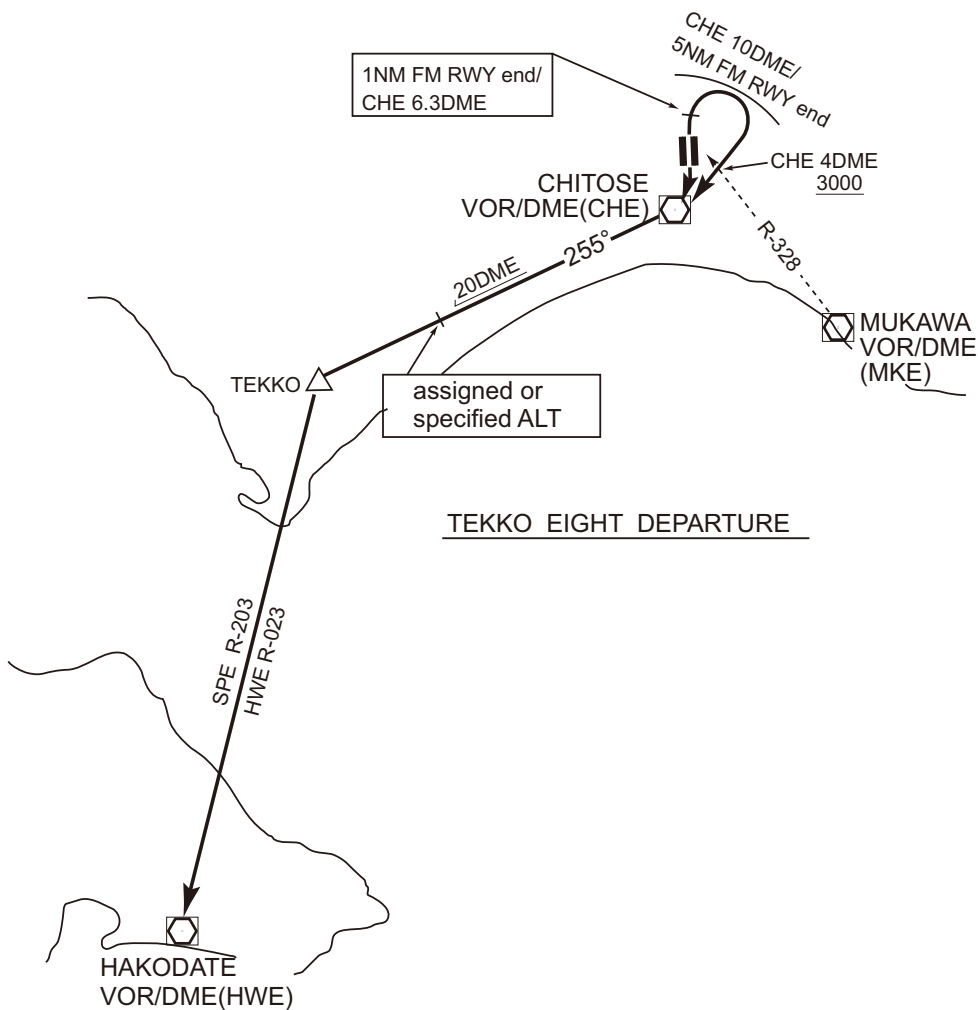 CHE 10DME/
5NM FM RWY end
1NM FM RWY end/
CHE 6.3DME
CHE 4DME
3000
CHITOSE
VOR/DME(CHE)
R-328
255°
20DME
MUKAWA
VOR/DME
(MKE)
TEKKO
assigned or
specified ALT
TEKKO EIGHT DEPARTURE
SPE R-203
HWE R-023
HAKODATE
VOR/DME(HWE)